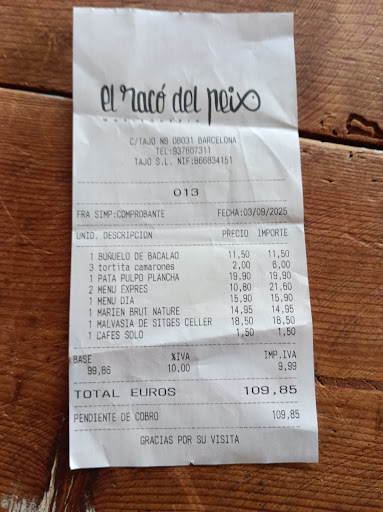 el racó del peix
MARISQUERIA
C/TAJO N8 08031 BARCELONA
TEL:937607311
TAJO S.L. NIF:B66834151
013
FRA SIMP:COMPROBANTE FECHA:03/09/2025
UNID. DESCRIPCION PRECIO IMPORTE
1 BUÑUELO DE BACALAO 11,50 11,50
3 tortita camarones 2,00 6,00
1 PATA PULPO PLANCHA 19,90 19,90
2 MENU EXPRES 10,80 21,60
1 MENU DIA 15,90 15,90
1 MARIEN BRUT NATURE 14,95 14,95
1 MALVASIA DE SITGES CELLER 18,50 18,50
1 CAFES SOLO 1,50 1,50
BASE %IVA IMP.IVA
99,86 10,00 9,99
TOTAL EUROS 109,85
PENDIENTE DE COBRO 109,85
GRACIAS POR SU VISITA